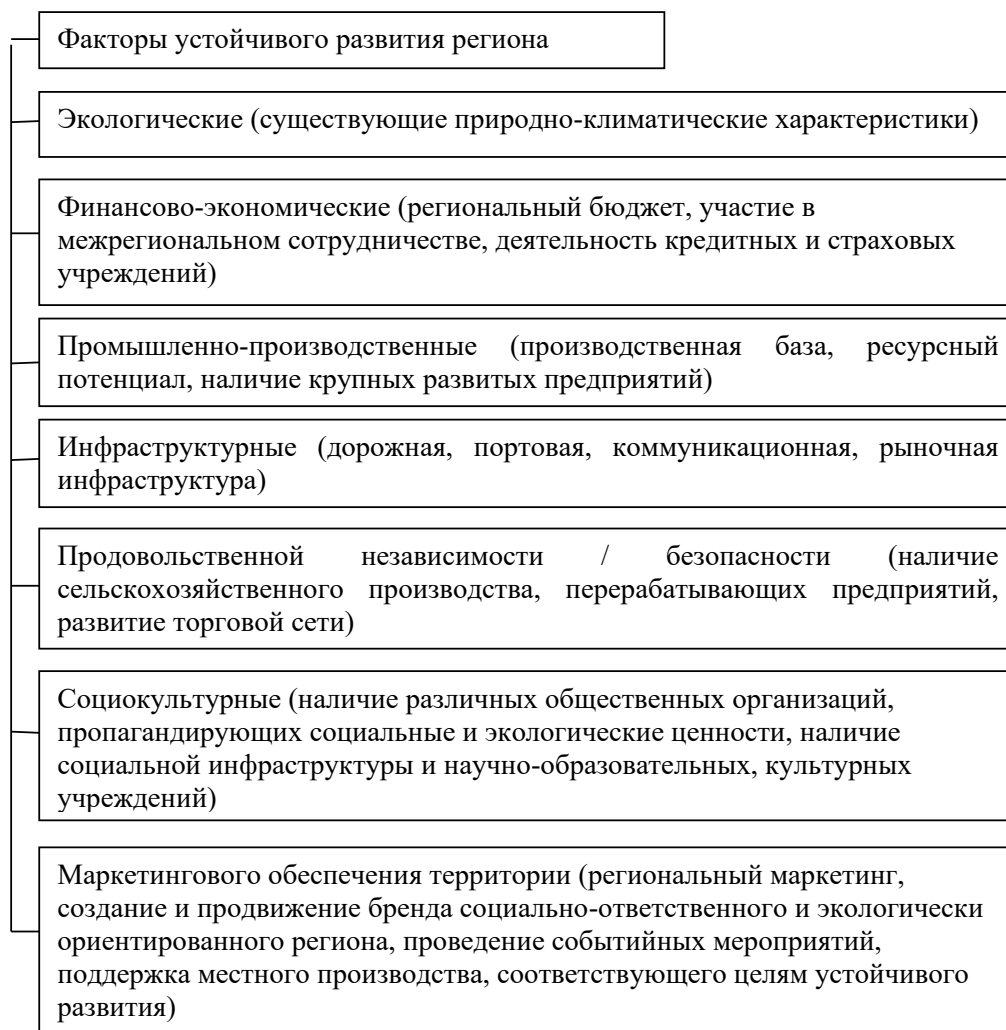 Факторы устойчивого развития региона
Экологические (существующие природно-климатические характеристики)
Финансово-экономические (региональный бюджет, участие в
межрегиональном сотрудничестве, деятельность кредитных и страховых
учреждений)
Промышленно-производственные (производственная база, ресурсный
потенциал, наличие крупных развитых предприятий)
Инфраструктурные (дорожная, портовая, коммуникационная, рыночная
инфраструктура)
Продовольственной независимости / безопасности (наличие
сельскохозяйственного производства, перерабатывающих предприятий,
развитие торговой сети)
Социокультурные (наличие различных общественных организаций,
пропагандирующих социальные и экологические ценности, наличие
социальной инфраструктуры и научно-образовательных, культурных
учреждений)
Маркетингового обеспечения территории (региональный маркетинг,
создание и продвижение бренда социально-ответственного и экологически
ориентированного региона, проведение событийных мероприятий,
поддержка местного производства, соответствующего целям устойчивого
развития)